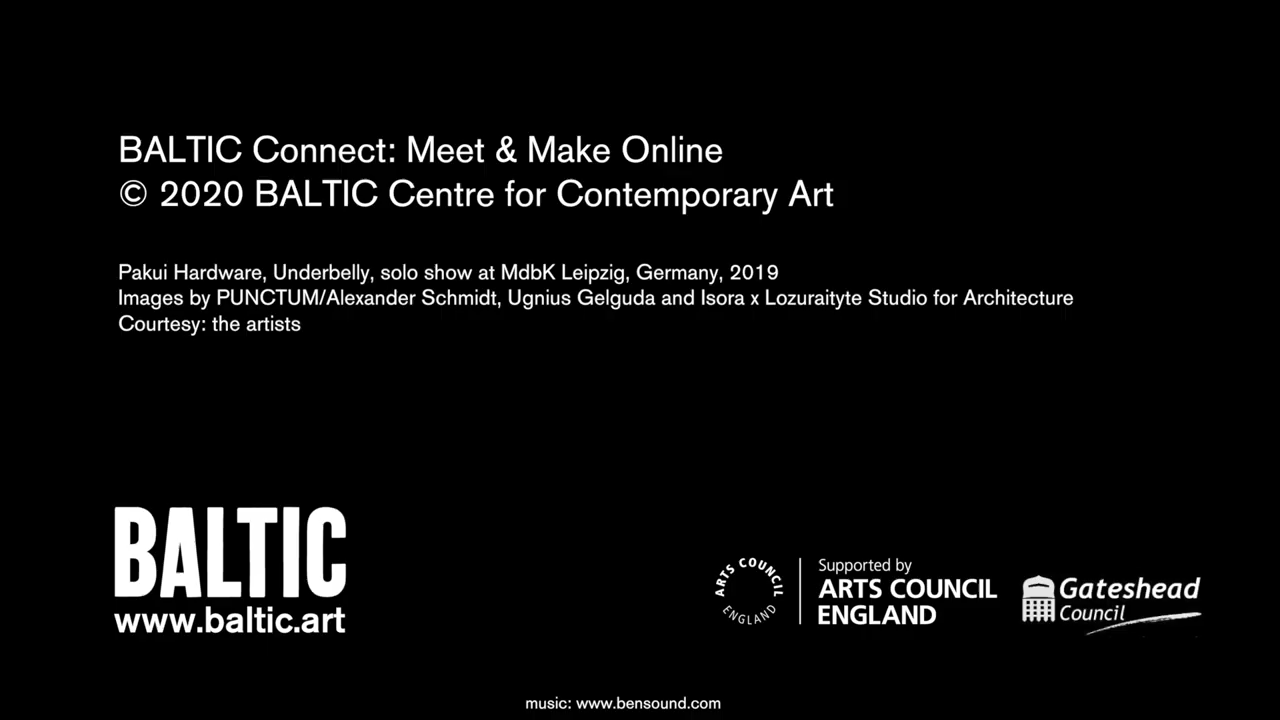 BALTIC Connect: Meet & Make Online
© 2020 BALTIC Centre for Contemporary Art
Pakui Hardware, Underbelly, solo show at MdbK Leipzig, Germany, 2019
Images by PUNCTUM/Alexander Schmidt, Ugnius Gelguda and Isora x Lozuraityte Studio for Architecture
Courtesy: the artists
BALTIC
www.baltic.art
ARTS COUNCIL
ENGLAND
Supported by
ARTS COUNCIL
ENGLAND
Gateshead
Council
music: www.bensound.com